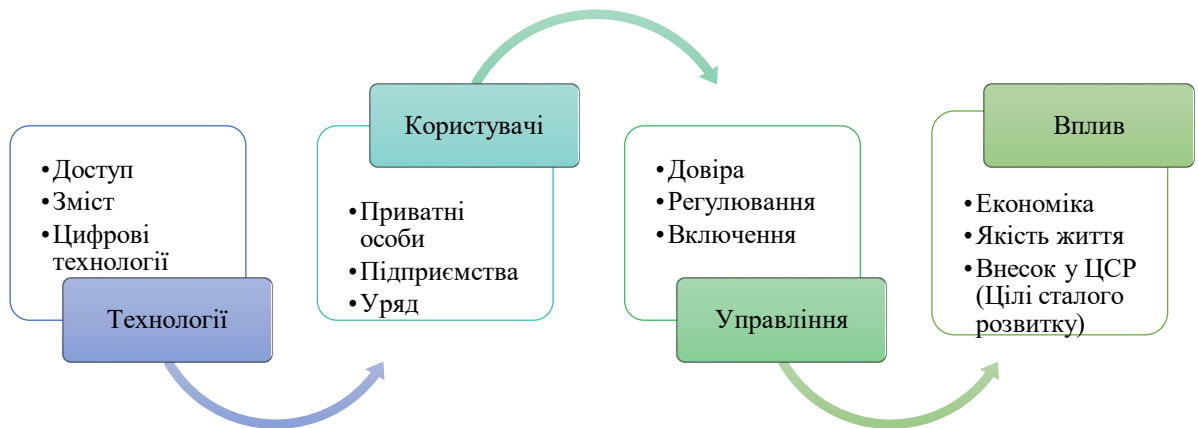 •Доступ
•Зміст
•Цифрові
технології
Технології
Користувачі
•Приватні
особи
•Підприємства
•Уряд
•Довіра
•Регулювання
•Включення
Управління
Вплив
•Економіка
•Якість життя
•Внесок у ЦСР
(Цілі сталого
розвитку)